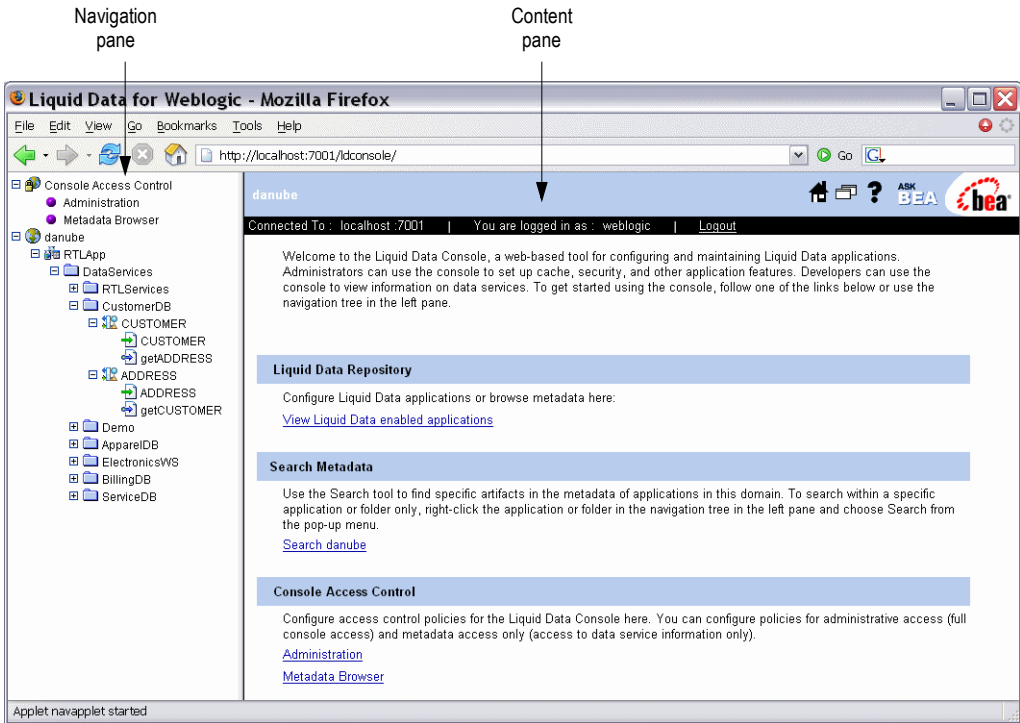 Navigation
pane
Content
pane
Liquid Data for Weblogic - Mozilla Firefox
File Edit View Go Bookmarks Tools Help
http://localhost:7001/ldconsole/
Go
G
Console Access Control
Administration
Metadata Browser
danube
RTLApp
DataServices
RTLServices
CustomerDB
CUSTOMER
CUSTOMER
getADDRESS
ADDRESS
ADDRESS
getCUSTOMER
Demo
ApparelDB
ElectronicsWS
BillingDB
ServiceDB
danube
?
ASK
BEA
bea
Connected To : localhost :7001 | You are logged in as : weblogic | Logout
Welcome to the Liquid Data Console, a web-based tool for configuring and maintaining Liquid Data applications.
Administrators can use the console to set up cache, security, and other application features. Developers can use the
console to view information on data services. To get started using the console, follow one of the links below or use the
navigation tree in the left pane.
Liquid Data Repository
Configure Liquid Data applications or browse metadata here:
View Liquid Data enabled applications
Search Metadata
Use the Search tool to find specific artifacts in the metadata of applications in this domain. To search within a specific
application or folder only, right-click the application or folder in the navigation tree in the left pane and choose Search from
the pop-up menu.
Search danube
Console Access Control
Configure access control policies for the Liquid Data Console here. You can configure policies for administrative access (full
console access) and metadata access only (access to data service information only).
Administration
Metadata Browser
Applet navapplet started